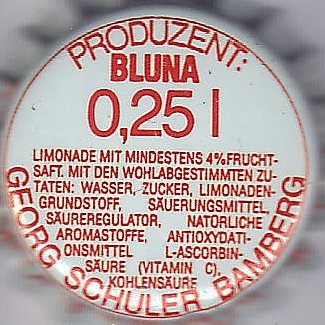 PRODUZENT:
BLUNA
0,25 l
LIMONADE MIT MINDESTENS 4% FRUCHT-
SAFT. MIT DEN WOHLABGESTIMMTEN ZU-
TATEN: WASSER, ZUCKER, LIMONADEN-
GRUNDSTOFF, SÄUERUNGSMITTEL,
SÄUREREGULATOR, NATÜRLICHE
AROMASTOFFE, ANTIOXYDATI-
ONSMITTEL L-ASCORBIN-
SÄURE (VITAMIN C),
KOHLENSÄURE
GEORG SCHULER BAMBERG